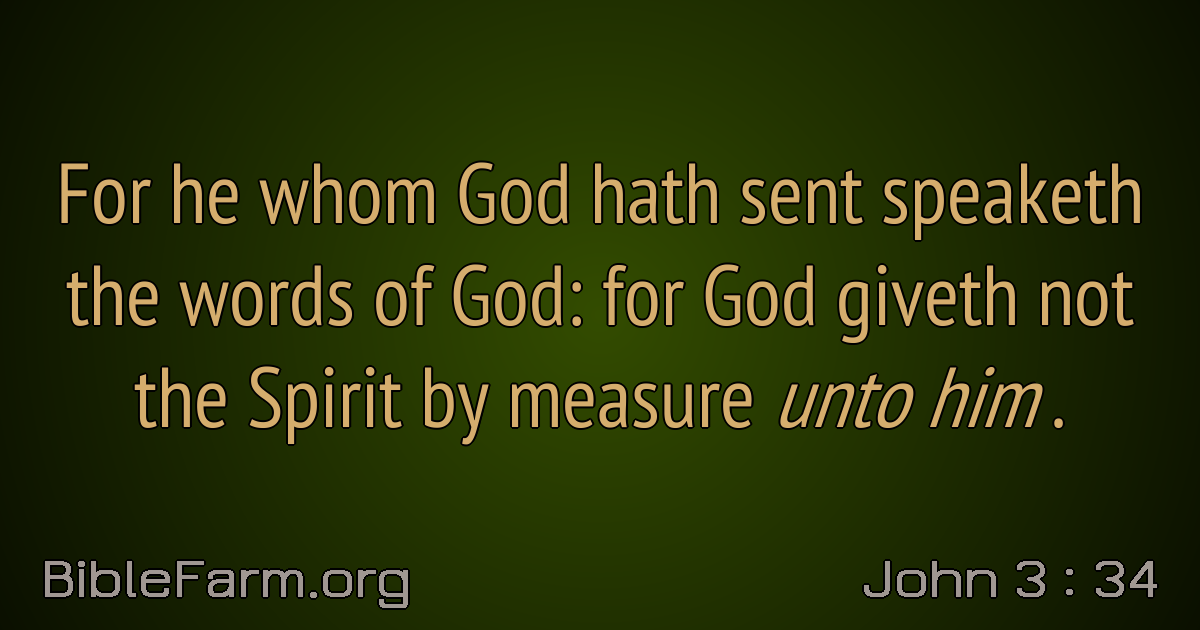 For he whom God hath sent speaketh
the words of God: for God giveth not
the Spirit by measure unto him .
BibleFarm.org
John 3 : 34